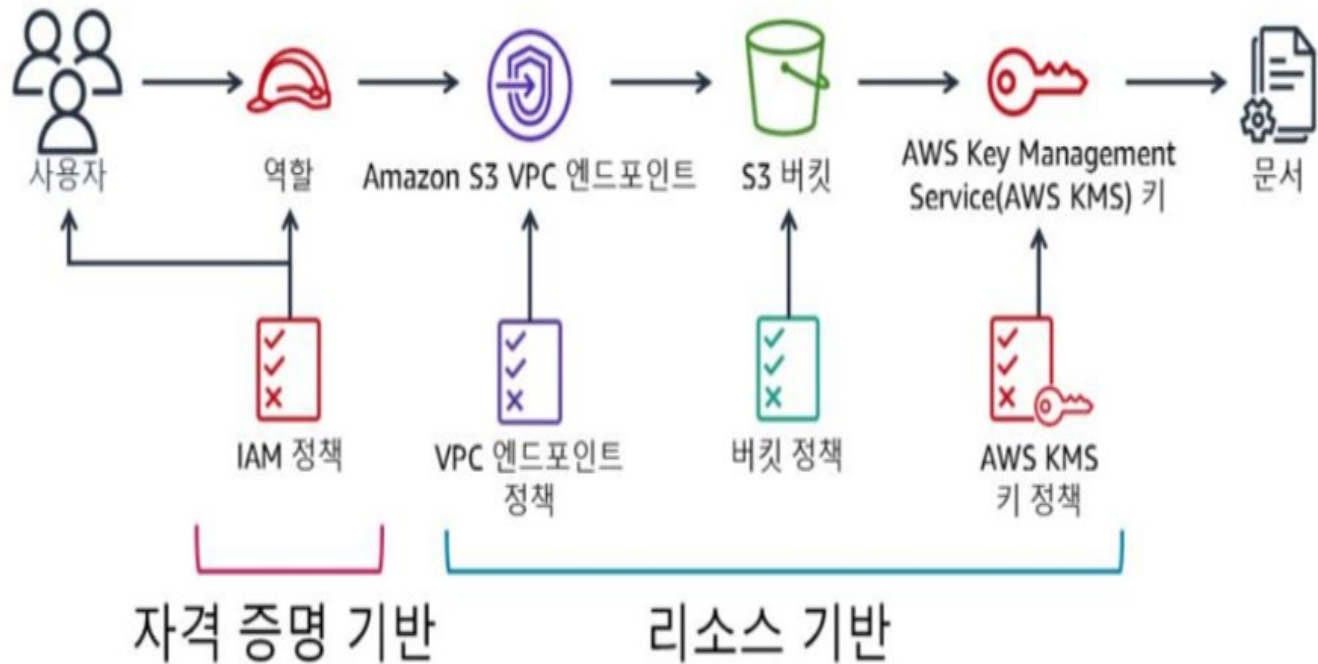 사용자
역할
Amazon S3 VPC 엔드포인트
S3 버킷
AWS Key Management
Service(AWS KMS) 키
문서
IAM 정책
VPC 엔드포인트
정책
버킷 정책
AWS KMS
키 정책
자격 증명 기반
리소스 기반